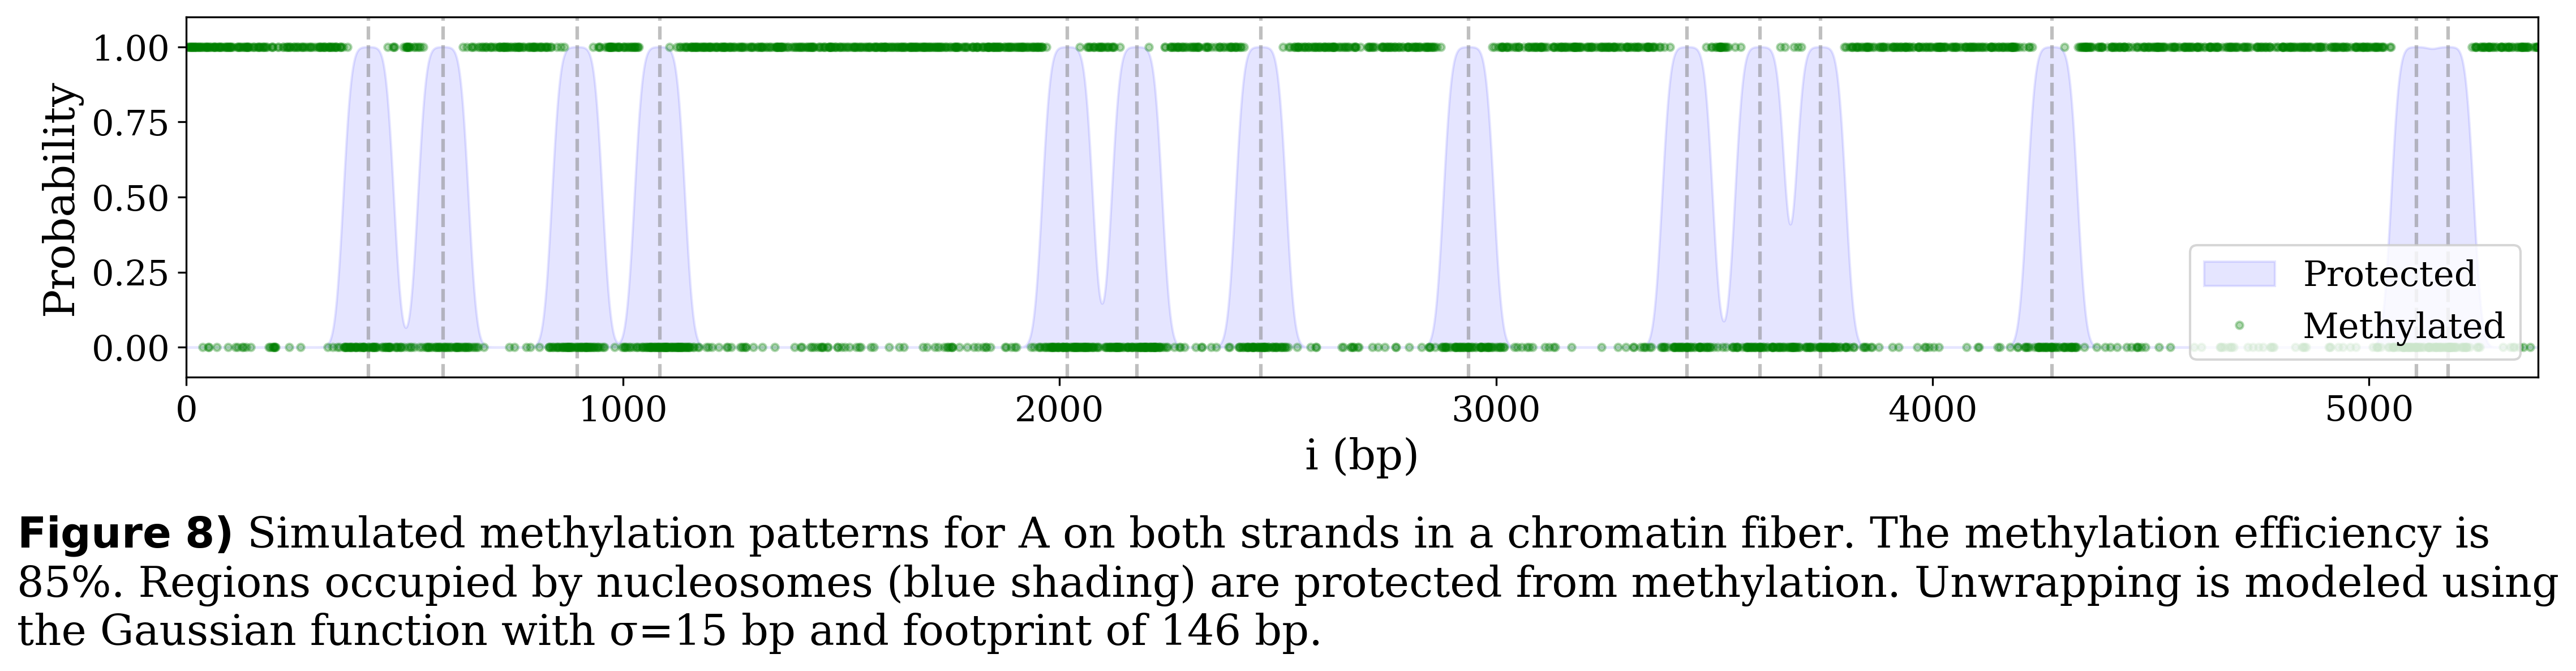 1.00
0.75
0.50
0.25
0.00
Probability
Protected
Methylated
0 1000 2000 3000 4000 5000
i (bp)
Figure 8) Simulated methylation patterns for A on both strands in a chromatin fiber. The methylation efficiency is
85%. Regions occupied by nucleosomes (blue shading) are protected from methylation. Unwrapping is modeled using
the Gaussian function with σ=15 bp and footprint of 146 bp.